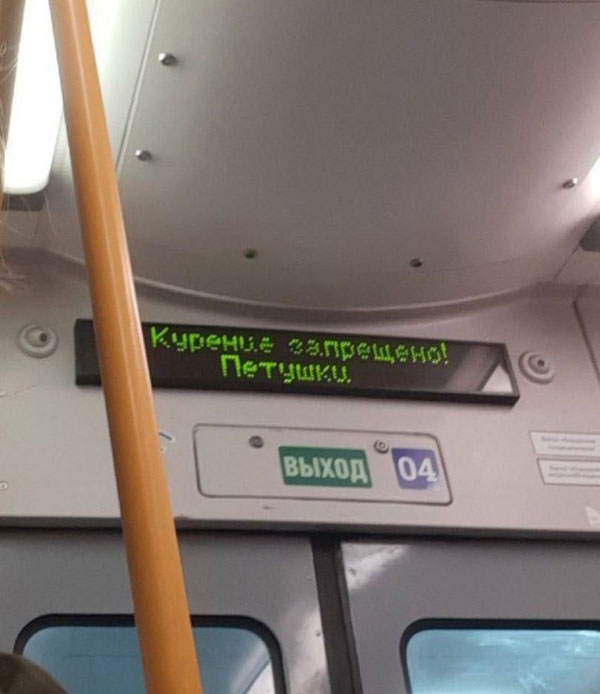 Курение запрещено!
Петушки
ВЫХОД
04